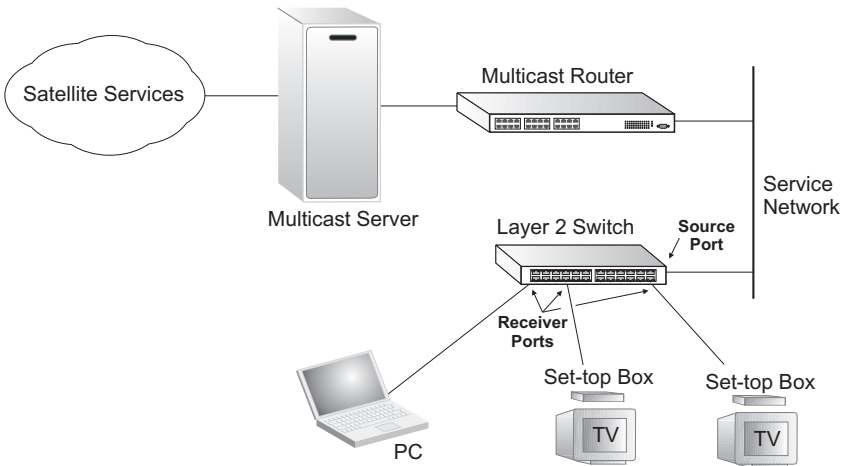 Satellite Services
Multicast Router
Multicast Server
Service
Network
Layer 2 Switch
Source
Port
Receiver
Ports
Set-top Box
Set-top Box
TV
TV
PC